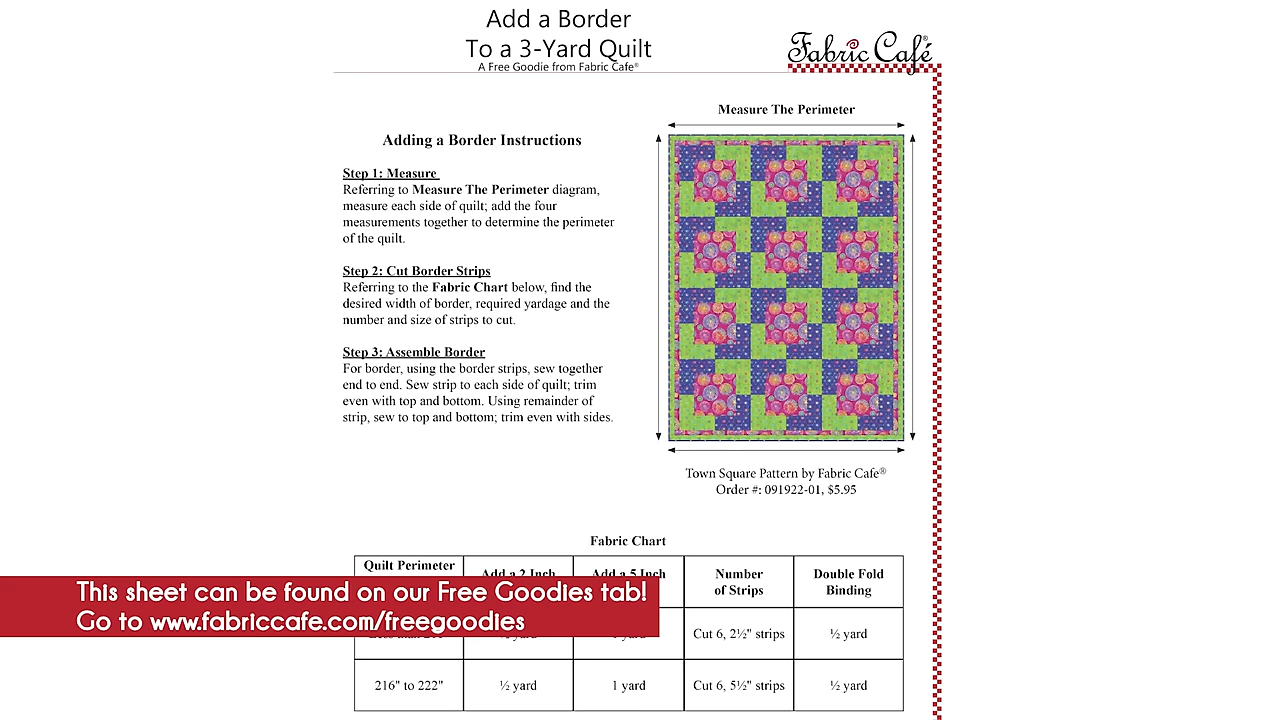 Add a Border
To a 3-Yard Quilt
A Free Goodie from Fabric Cafe®
Fabric Café®
Measure The Perimeter
Adding a Border Instructions
Step 1: Measure
Referring to Measure The Perimeter diagram,
measure each side of quilt; add the four
measurements together to determine the perimeter
of the quilt.
Step 2: Cut Border Strips
Referring to the Fabric Chart below, find the
desired width of border, required yardage and the
number and size of strips to cut.
Step 3: Assemble Border
For border, using the border strips, sew together
end to end. Sew strip to each side of quilt; trim
even with top and bottom. Using remainder of
strip, sew to top and bottom; trim even with sides.
Town Square Pattern by Fabric Cafe®
Order #: 091922-01, $5.95
Fabric Chart
Quilt Perimeter
Add a 2 Inch
Add a 5 Inch
Number
of Strips
Double Fold
Binding
This sheet can be found on our Free Goodies tab!
Go to www.fabriccafe.com/freegoodies
Cut 6, 2½" strips
½ yard
216" to 222"
½ yard
1 yard
Cut 6, 5½" strips
½ yard